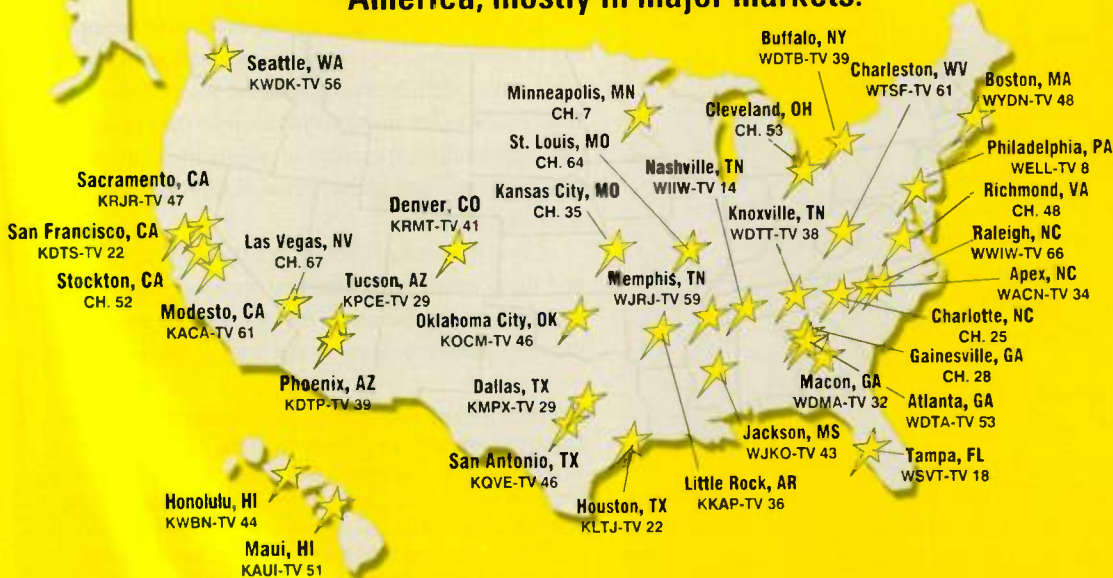 America, mostly in major markets.
Seattle, WA
KWDK-TV 56
Minneapolis, MN
CH. 7
St. Louis, MO
CH. 64
Kansas City, MO
CH. 35
Buffalo, NY
WDTB-TV 39
Cleveland, OH
CH. 53
Charleston, WV
WTSF-TV 61
Boston, MA
WYDN-TV 48
Philadelphia, PA
WELL-TV 8
Richmond, VA
CH. 48
Raleigh, NC
WWIW-TV 66
Apex, NC
WACN-TV 34
Charlotte, NC
CH. 25
Gainesville, GA
CH. 28
Atlanta, GA
WDTA-TV 53
Macon, GA
WDMA-TV 32
Nashville, TN
WIIW-TV 14
Knoxville, TN
WDTT-TV 38
Memphis, TN
WJRJ-TV 59
Sacramento, CA
KRJR-TV 47
San Francisco, CA
KDTS-TV 22
Stockton, CA
CH. 52
Modesto, CA
KACA-TV 61
Las Vegas, NV
CH. 67
Denver, CO
KRMT-TV 41
Tucson, AZ
KPCE-TV 29
Phoenix, AZ
KDTP-TV 39
Oklahoma City, OK
KOCM-TV 46
Dallas, TX
KMPX-TV 29
San Antonio, TX
KQVE-TV 46
Houston, TX
KLTJ-TV 22
Little Rock, AR
KKAP-TV 36
Jackson, MS
WJKO-TV 43
Tampa, FL
WSVT-TV 18
Honolulu, HI
KWBN-TV 44
Maui, HI
KAUI-TV 51